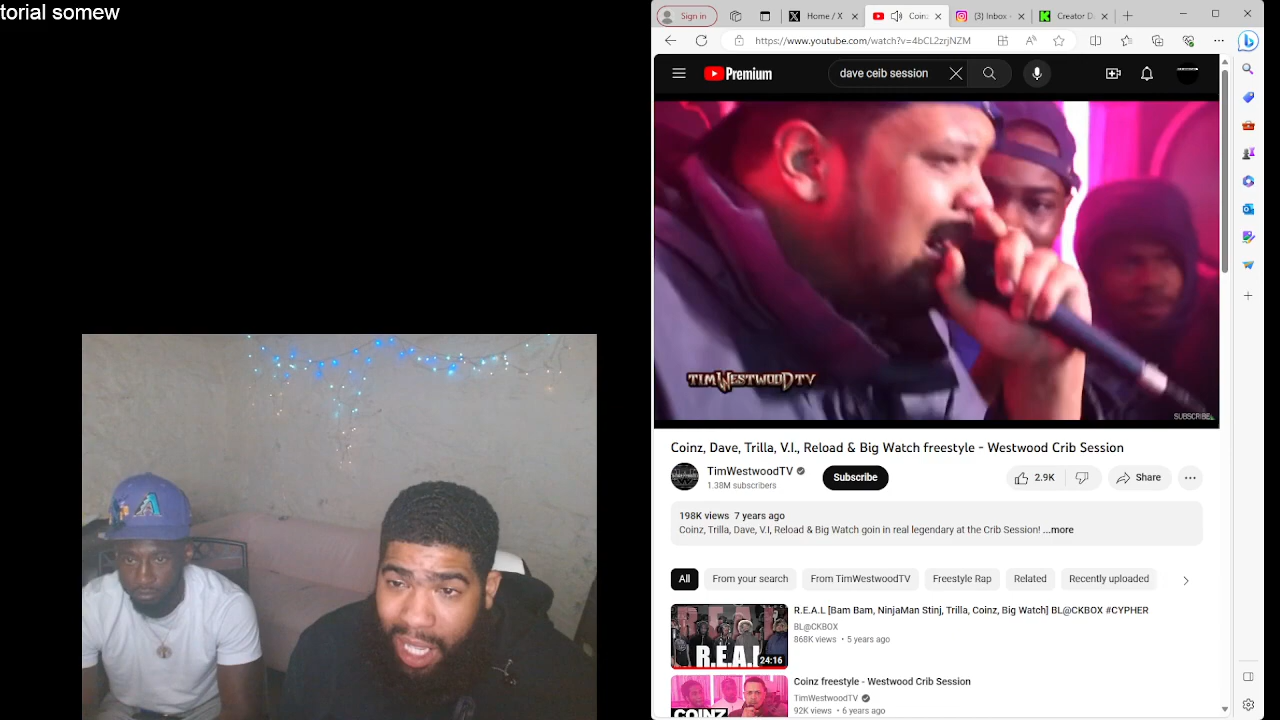 torial somew
Sign in
Home / X
Coinz
(3) Inbox
Creator D
https://www.youtube.com/watch?v=4bCL2zrjNZM
Premium
dave ceib session
TIMWESTWOODTV
SUBSCRIBE
Coinz, Dave, Trilla, V.I., Reload & Big Watch freestyle - Westwood Crib Session
TimWestwoodTV
1.38M subscribers
Subscribe
2.9K
Share
198K views 7 years ago
Coinz, Trilla, Dave, V.I, Reload & Big Watch goin in real legendary at the Crib Session! ...more
All
From your search
From TimWestwoodTV
Freestyle Rap
Related
Recently uploaded
R.E.A.L
24:16
R.E.A.L [Bam Bam, NinjaMan Stinj, Trilla, Coinz, Big Watch] BL@CKBOX #CYPHER
BL@CKBOX
868K views • 5 years ago
COINZ
Coinz freestyle - Westwood Crib Session
TimWestwoodTV
92K views • 6 years ago